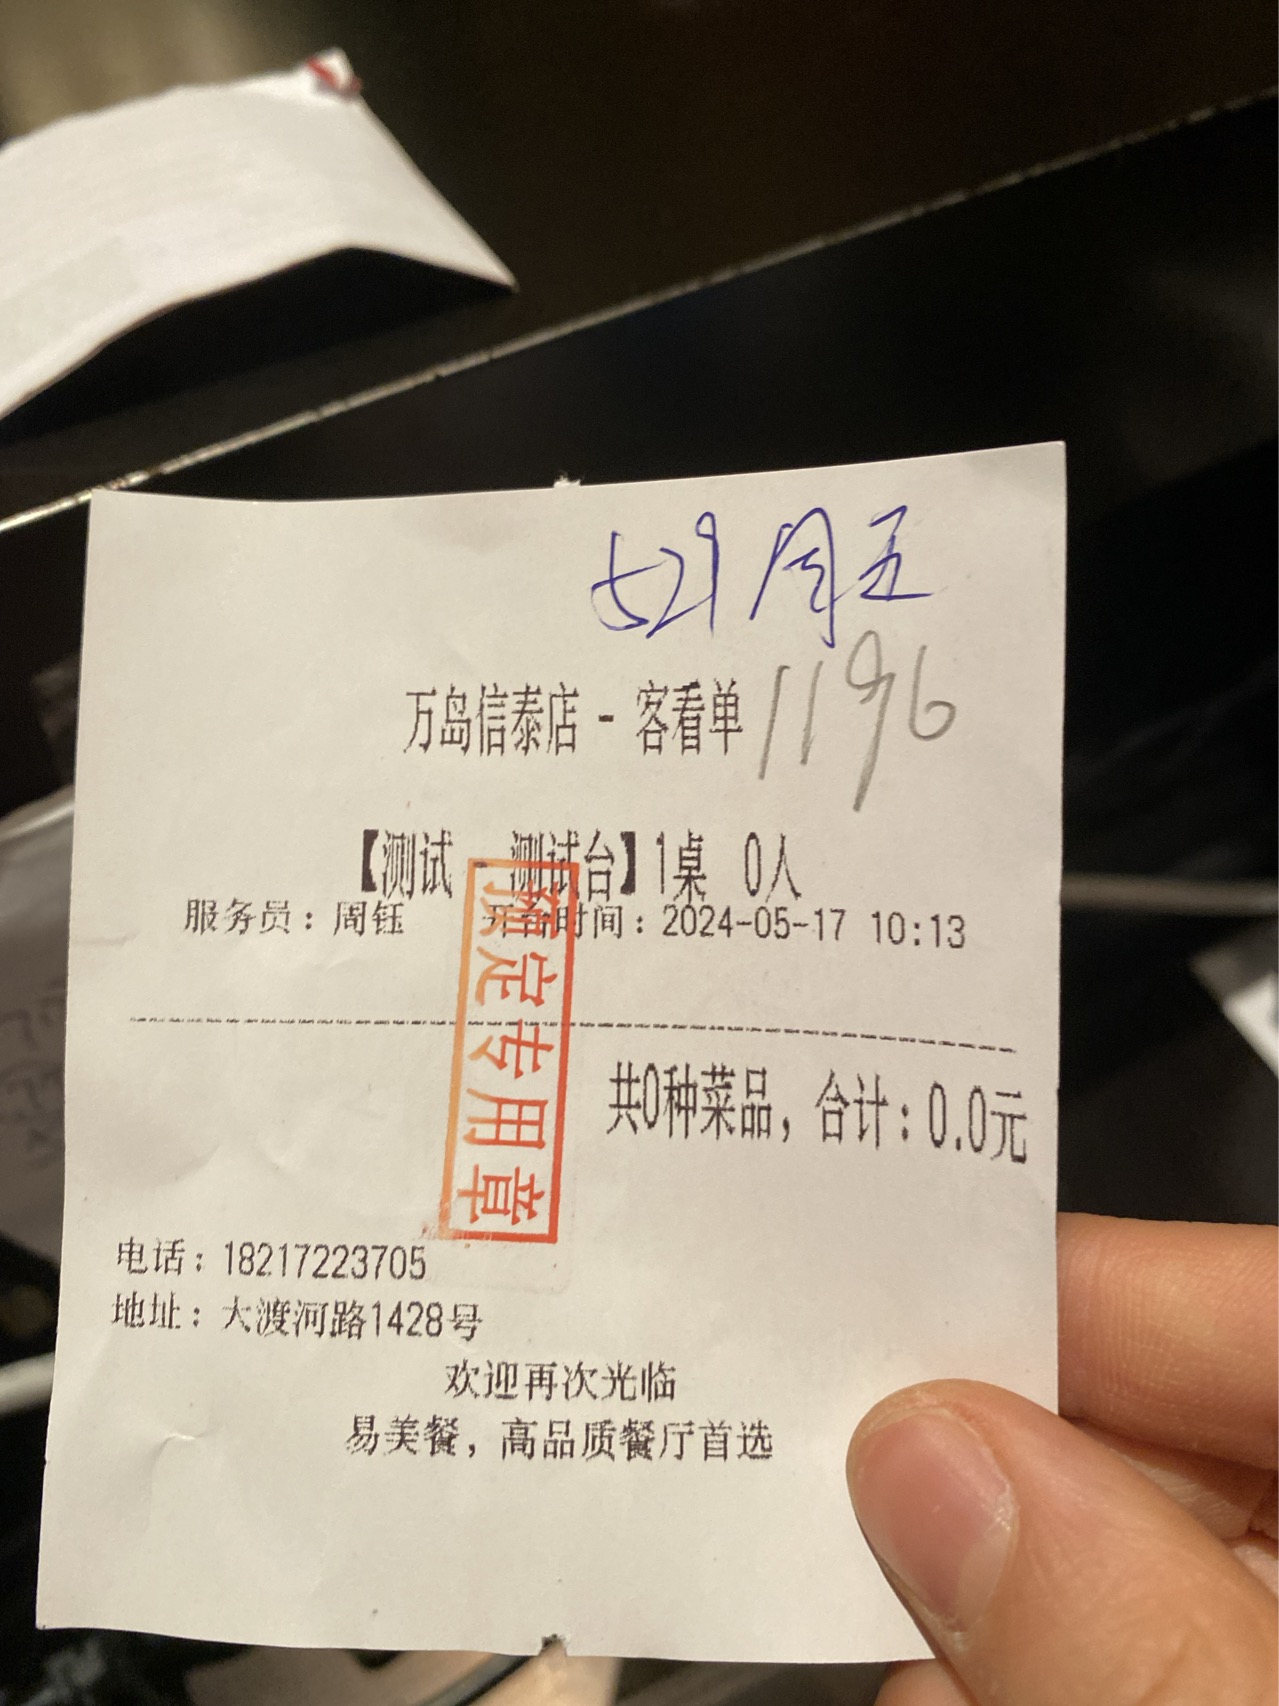 521 周五
1196
万岛信泰店 - 客看单
【测试 测试台】1桌 0人
服务员：周钰 开台时间：2024-05-17 10:13
预定专用章
共0种菜品，合计：0.0元
电话：18217223705
地址：大渡河路1428号
欢迎再次光临
易美餐，高品质餐厅首选